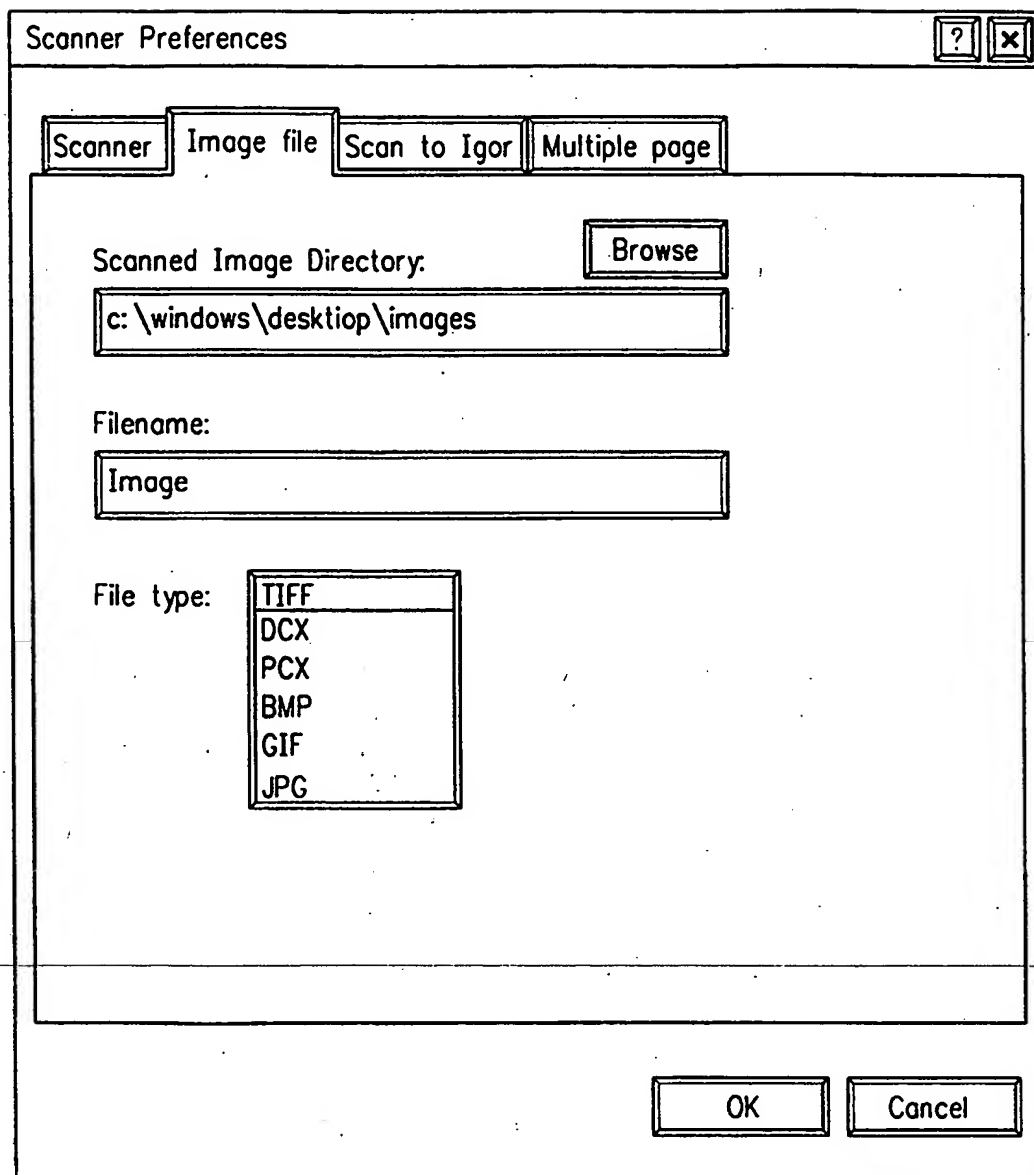 Scanner Preferences ? ×
Scanner Image file Scan to Igor Multiple page
Scanned Image Directory: Browse
c:\windows\desktiop\images
Filename:
Image
File type: TIFF
DCX
PCX
BMP
GIF
JPG
OK Cancel